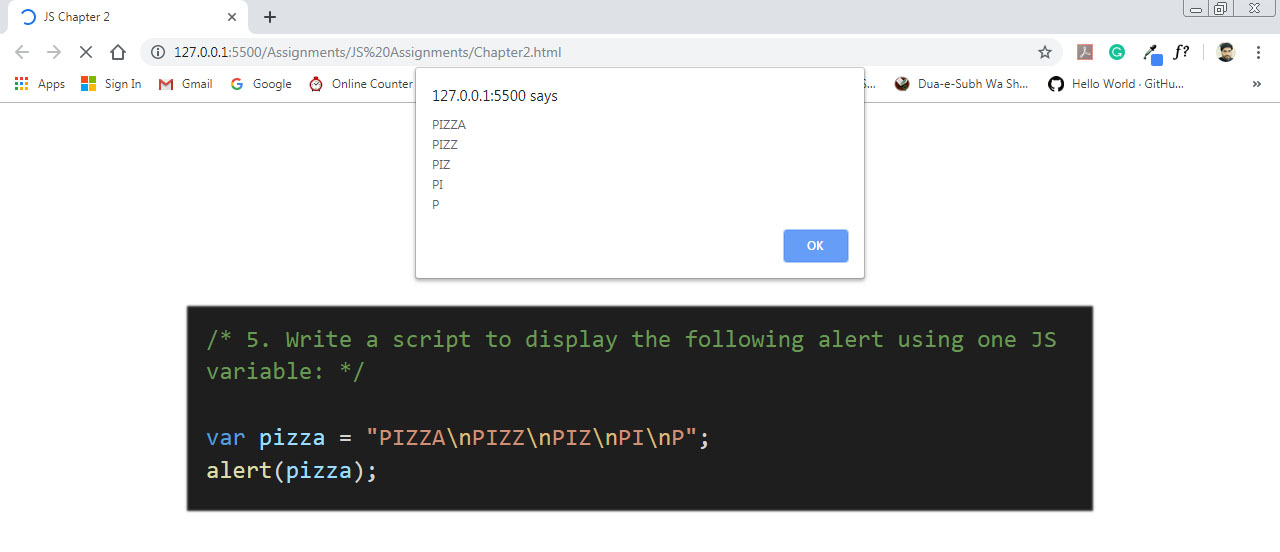 JS Chapter 2
127.0.0.1:5500/Assignments/JS%20Assignments/Chapter2.html
f?
Apps Sign In Gmail Google Online Counter S... Dua-e-Subh Wa Sh... Hello World · GitHu... »
127.0.0.1:5500 says
PIZZA
PIZZ
PIZ
PI
P
OK
/* 5. Write a script to display the following alert using one JS
variable: */
var pizza = "PIZZA\nPIZZ\nPIZ\nPI\nP";
alert(pizza);